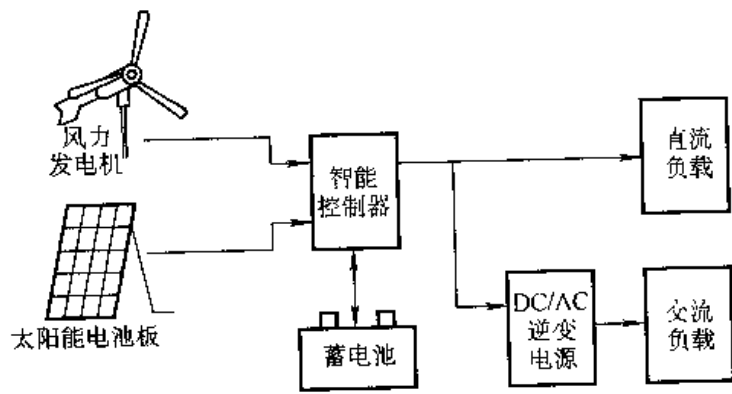 风力
发电机
太阳能电池板
智能
控制器
蓄电池
直流
负载
DC/AC
逆变
电源
交流
负载